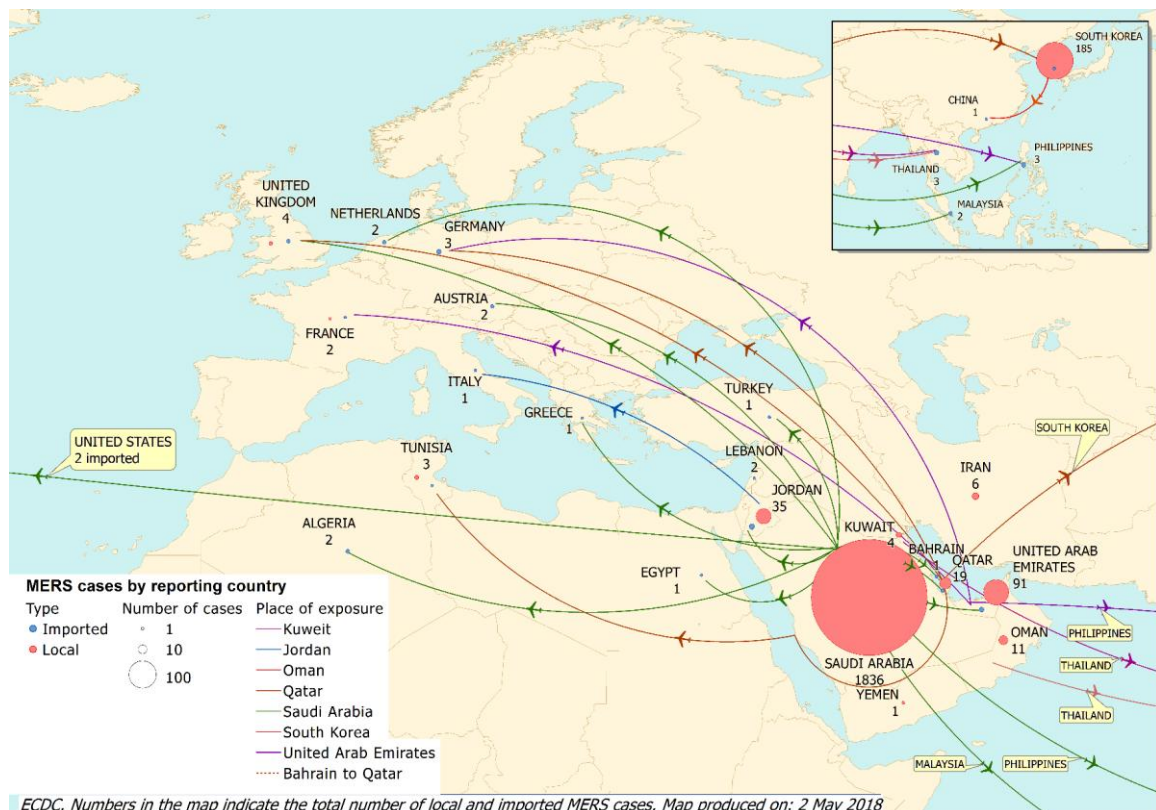 SOUTH KOREA
185
CHINA
1
PHILIPPINES
3
THAILAND
3
MALAYSIA
2
UNITED
KINGDOM
4
NETHERLANDS
2
GERMANY
3
AUSTRIA
2
FRANCE
2
ITALY
1
GREECE
1
TURKEY
1
UNITED STATES
2 imported
TUNISIA
3
LEBANON
2
JORDAN
35
IRAN
6
SOUTH KOREA
ALGERIA
2
EGYPT
1
KUWAIT
4
BAHRAIN
1
QATAR
19
UNITED ARAB
EMIRATES
91
OMAN
11
SAUDI ARABIA
1836
YEMEN
1
PHILIPPINES
THAILAND
THAILAND
MALAYSIA
PHILIPPINES
MERS cases by reporting country
Type
Imported
Local
Number of cases
1
10
100
Place of exposure
Kuweit
Jordan
Oman
Qatar
Saudi Arabia
South Korea
United Arab Emirates
Bahrain to Qatar
ECDC. Numbers in the map indicate the total number of local and imported MERS cases. Map produced on: 2 May 2018